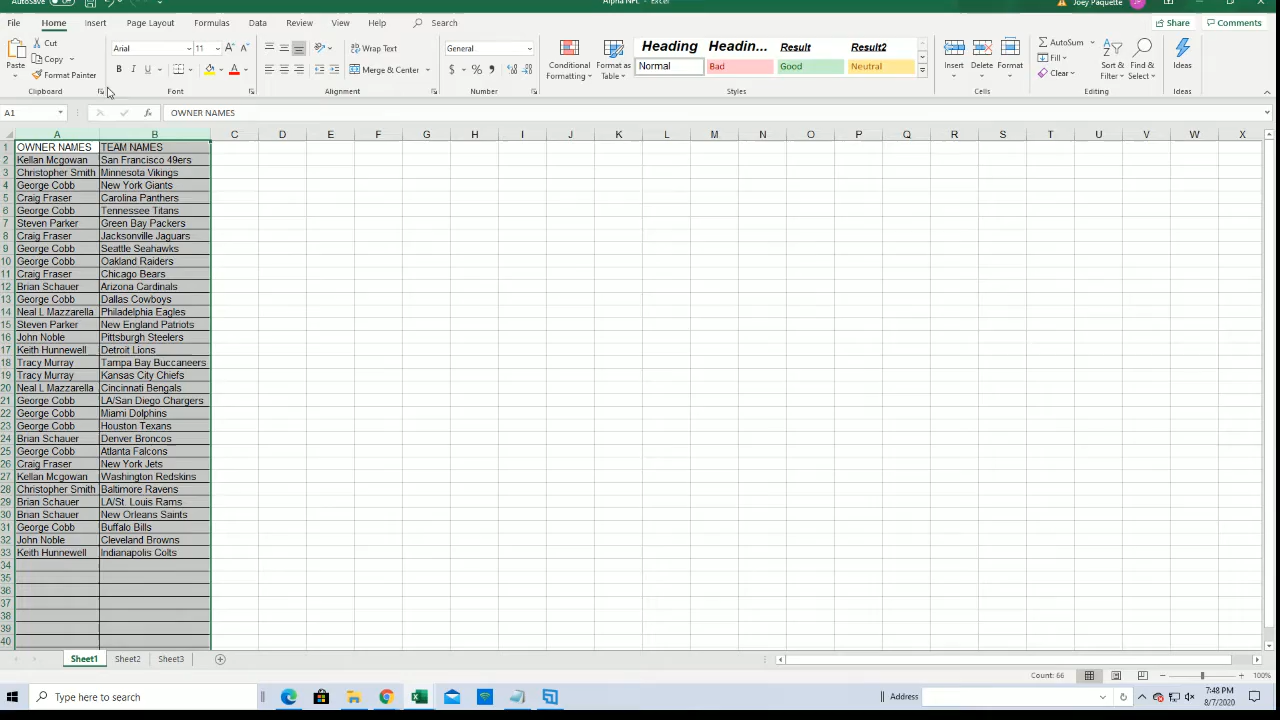 AutoSave Off Alpha NFL - Excel Joey Paquette JP
File Home Insert Page Layout Formulas Data Review View Help Search Share Comments
Paste Cut Copy Format Painter Clipboard
Arial 11 B I U A Font
Wrap Text Merge & Center Alignment
General $ % Number
Conditional Formatting Format as Table
Heading Headin... Result Result2
Normal Bad Good Neutral
Styles
Insert Delete Format Cells
AutoSum Fill Clear Sort & Filter Find & Select Editing
Ideas Ideas
A1 fx OWNER NAMES
A B C D E F G H I J K L M N O P Q R S T U V W X
1 OWNER NAMES TEAM NAMES
2 Kellan Mcgowan San Francisco 49ers
3 Christopher Smith Minnesota Vikings
4 George Cobb New York Giants
5 Craig Fraser Carolina Panthers
6 George Cobb Tennessee Titans
7 Steven Parker Green Bay Packers
8 Craig Fraser Jacksonville Jaguars
9 George Cobb Seattle Seahawks
10 George Cobb Oakland Raiders
11 Craig Fraser Chicago Bears
12 Brian Schauer Arizona Cardinals
13 George Cobb Dallas Cowboys
14 Neal L Mazzarella Philadelphia Eagles
15 Steven Parker New England Patriots
16 John Noble Pittsburgh Steelers
17 Keith Hunnewell Detroit Lions
18 Tracy Murray Tampa Bay Buccaneers
19 Tracy Murray Kansas City Chiefs
20 Neal L Mazzarella Cincinnati Bengals
21 George Cobb LA/San Diego Chargers
22 George Cobb Miami Dolphins
23 George Cobb Houston Texans
24 Brian Schauer Denver Broncos
25 George Cobb Atlanta Falcons
26 Craig Fraser New York Jets
27 Kellan Mcgowan Washington Redskins
28 Christopher Smith Baltimore Ravens
29 Brian Schauer LA/St. Louis Rams
30 Brian Schauer New Orleans Saints
31 George Cobb Buffalo Bills
32 John Noble Cleveland Browns
33 Keith Hunnewell Indianapolis Colts
34
35
36
37
38
39
40
Sheet1 Sheet2 Sheet3
Count: 66 100%
Type here to search Address 7:48 PM
8/7/2020